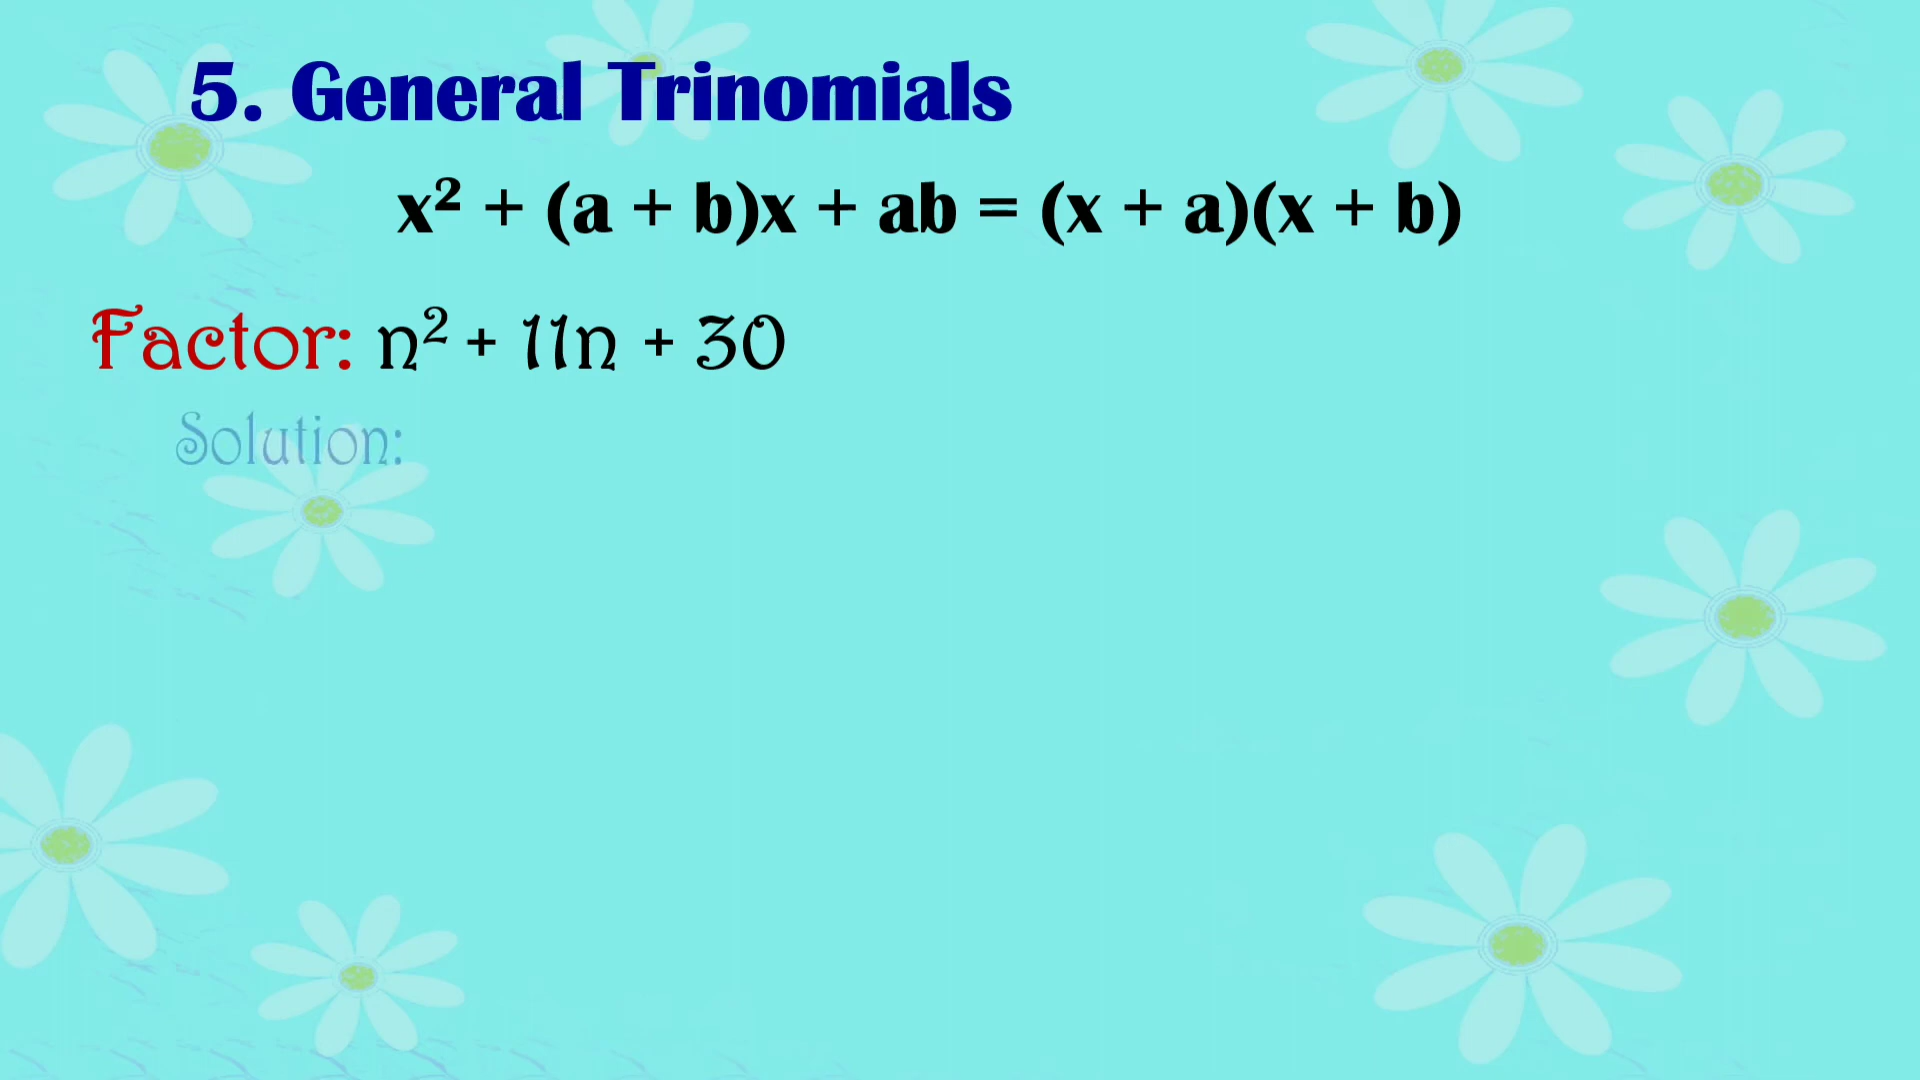 5. General Trinomials
x² + (a + b)x + ab = (x + a)(x + b)
Factor: n² + 11n + 30
Solution: